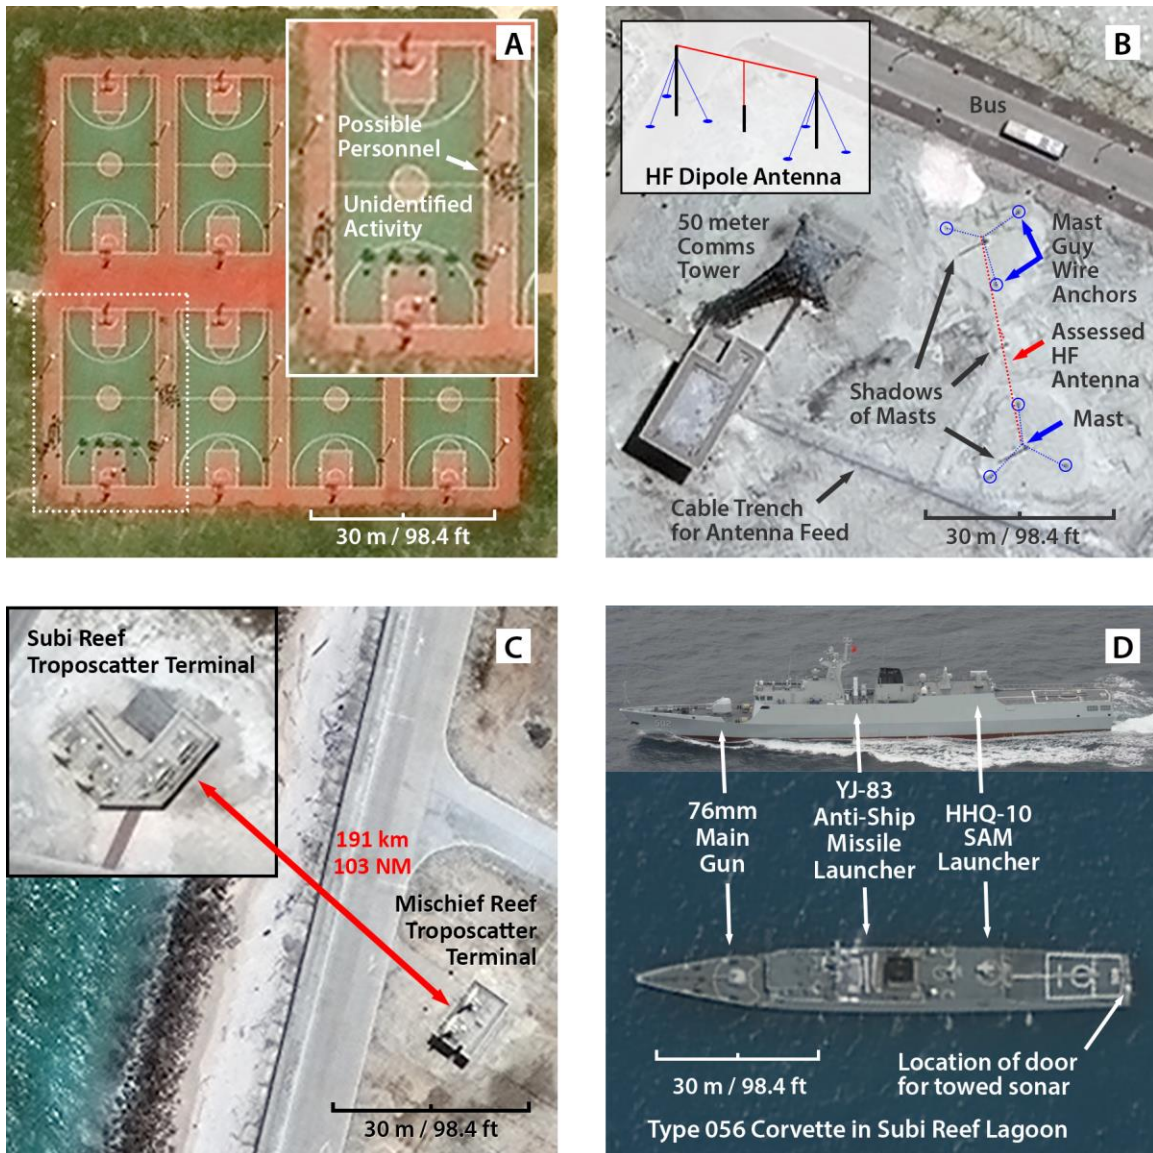 A
Possible
Personnel
Unidentified
Activity
30 m / 98.4 ft
B
HF Dipole Antenna
Bus
50 meter
Comms
Tower
Mast
Guy
Wire
Anchors
Assessed
HF
Antenna
Shadows
of Masts
Mast
Cable Trench
for Antenna Feed
30 m / 98.4 ft
C
Subi Reef
Troposcatter Terminal
191 km
103 NM
Mischief Reef
Troposcatter
Terminal
30 m / 98.4 ft
D
76mm
Main
Gun
YJ-83
Anti-Ship
Missile
Launcher
HHQ-10
SAM
Launcher
Location of door
for towed sonar
30 m / 98.4 ft
Type 056 Corvette in Subi Reef Lagoon